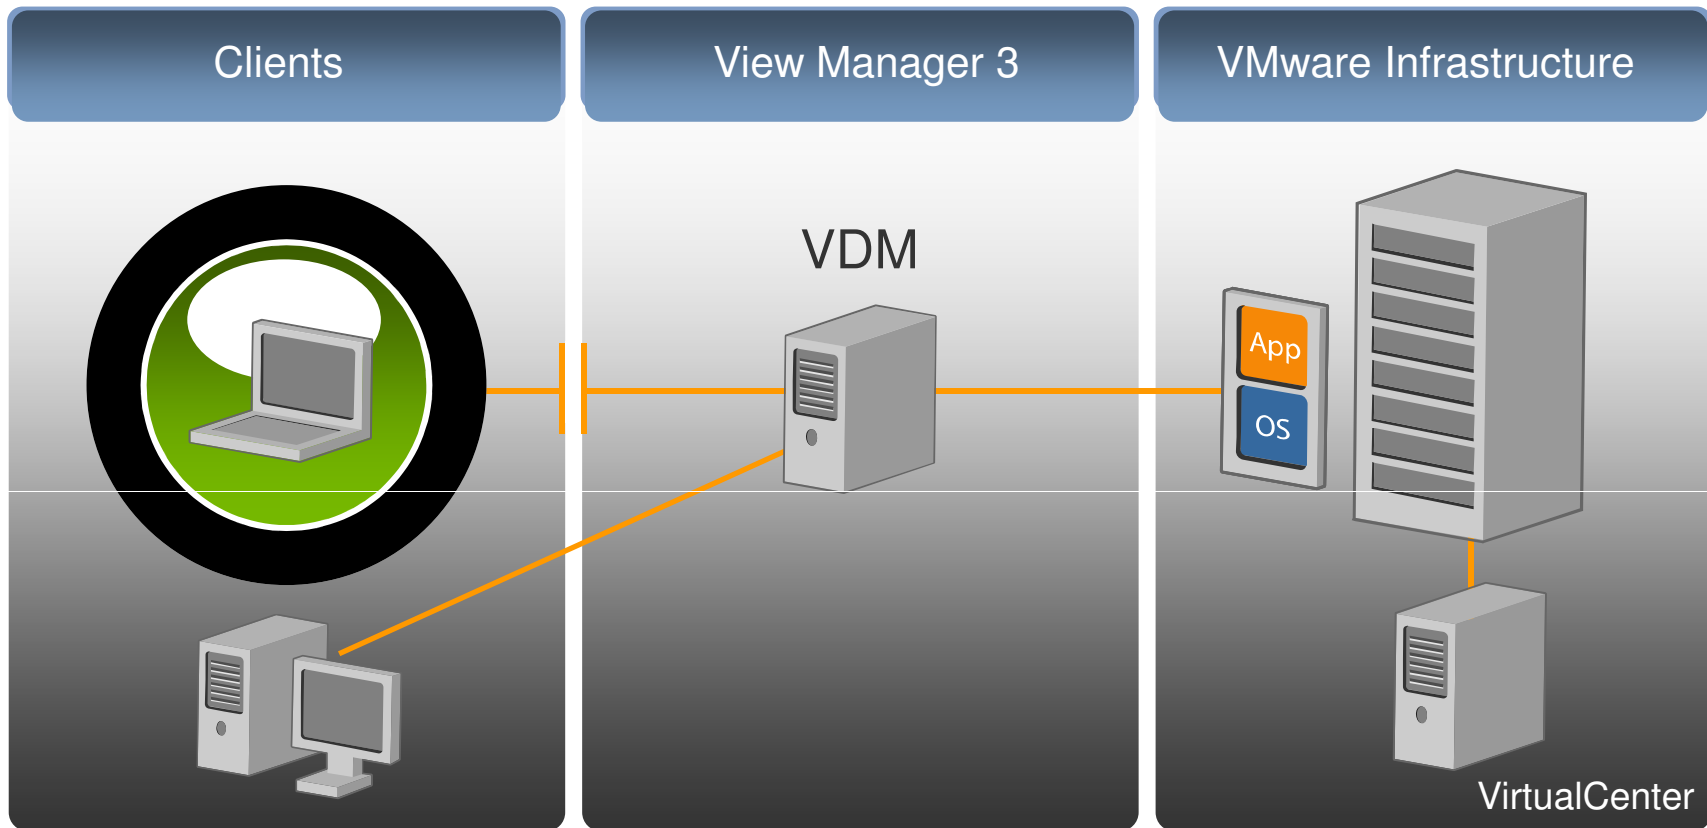 Clients
View Manager 3
VMware Infrastructure
VDM
App
OS
VirtualCenter